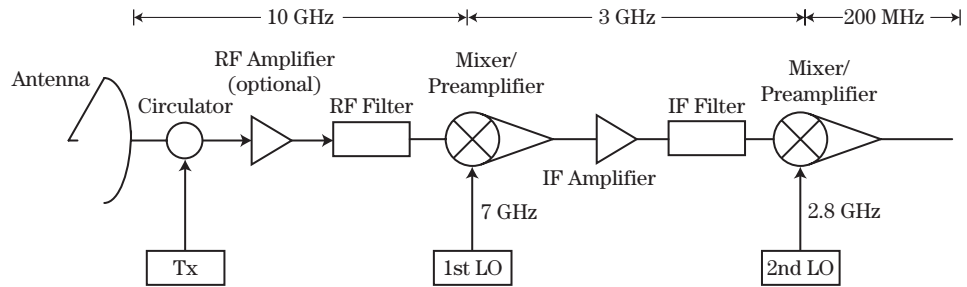 10 GHz
3 GHz
200 MHz
Antenna
RF Amplifier
(optional)
Circulator
RF Filter
Mixer/
Preamplifier
IF Amplifier
IF Filter
Mixer/
Preamplifier
7 GHz
2.8 GHz
Tx
1st LO
2nd LO